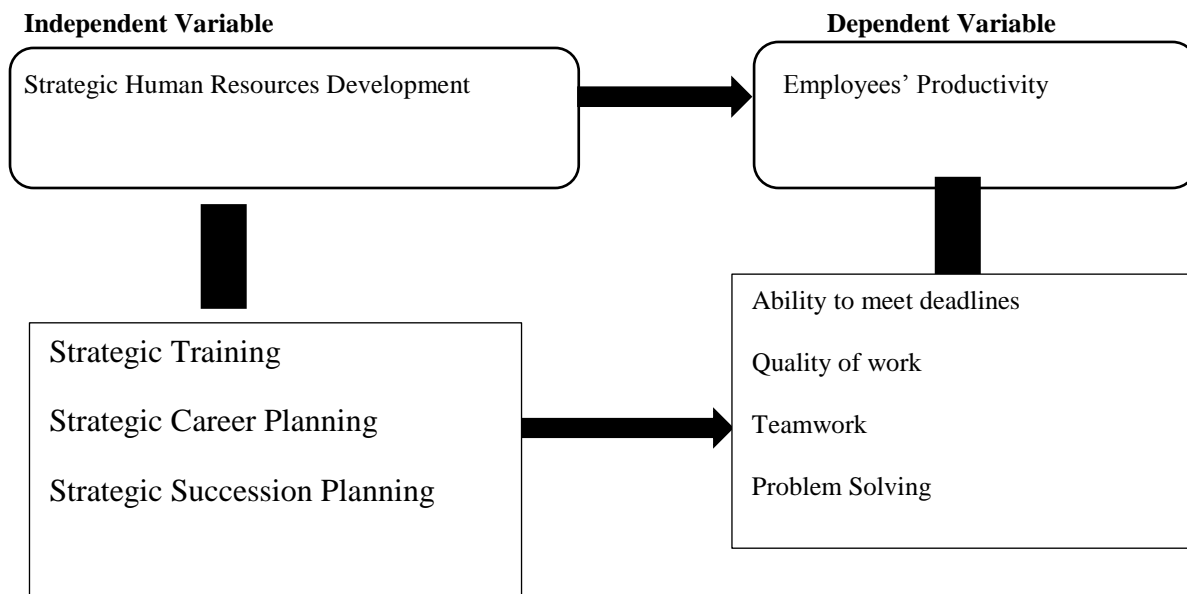 Independent Variable
Dependent Variable
Strategic Human Resources Development
Employees’ Productivity
Strategic Training
Strategic Career Planning
Strategic Succession Planning
Ability to meet deadlines
Quality of work
Teamwork
Problem Solving